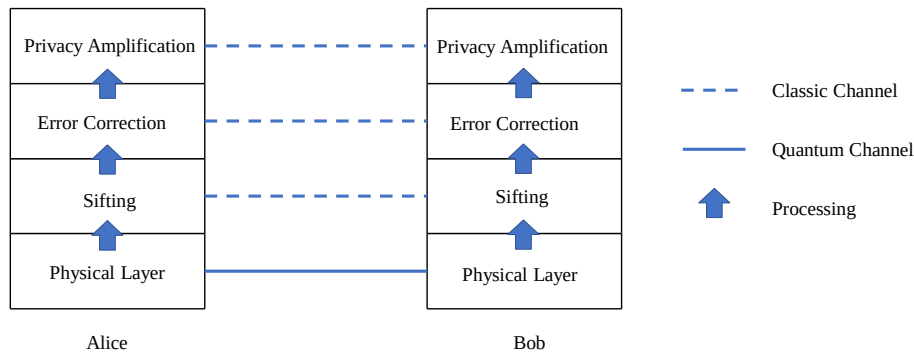 Privacy Amplification
Error Correction
Sifting
Physical Layer
Alice
Privacy Amplification
Error Correction
Sifting
Physical Layer
Bob
Classic Channel
Quantum Channel
Processing